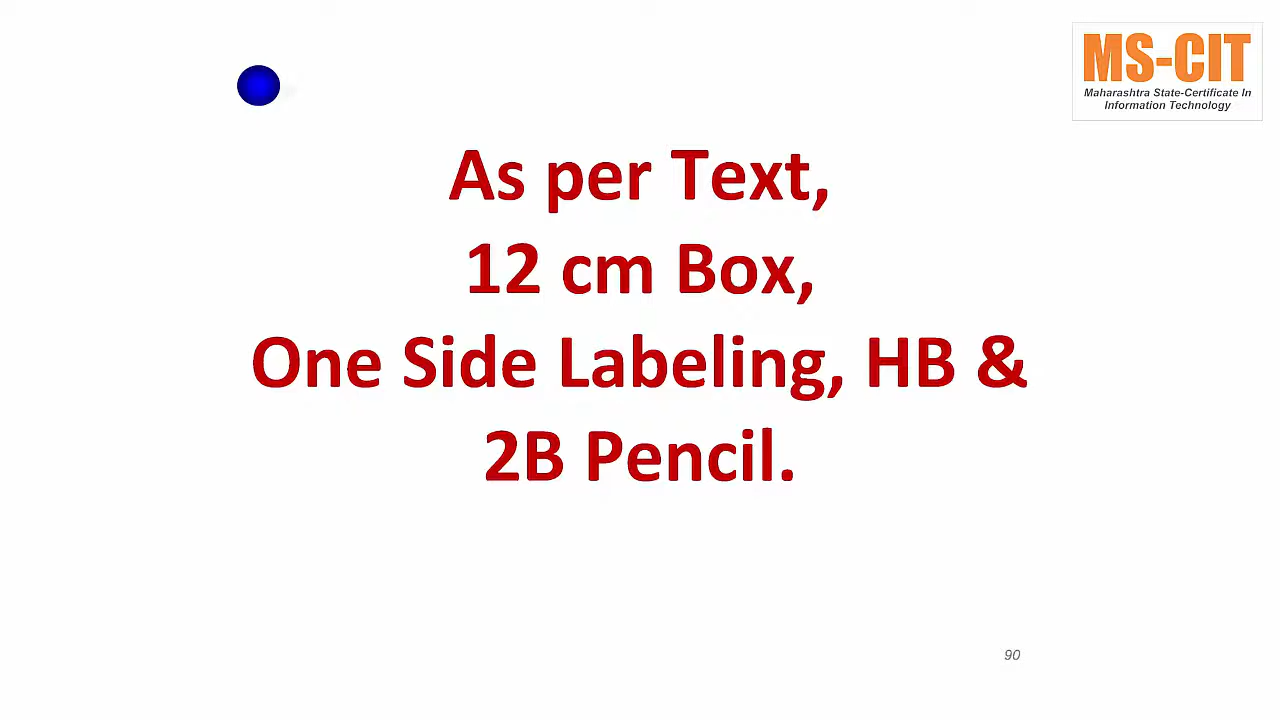 MS-CIT
Maharashtra State-Certificate In
Information Technology
As per Text,
12 cm Box,
One Side Labeling, HB &
2B Pencil.
90